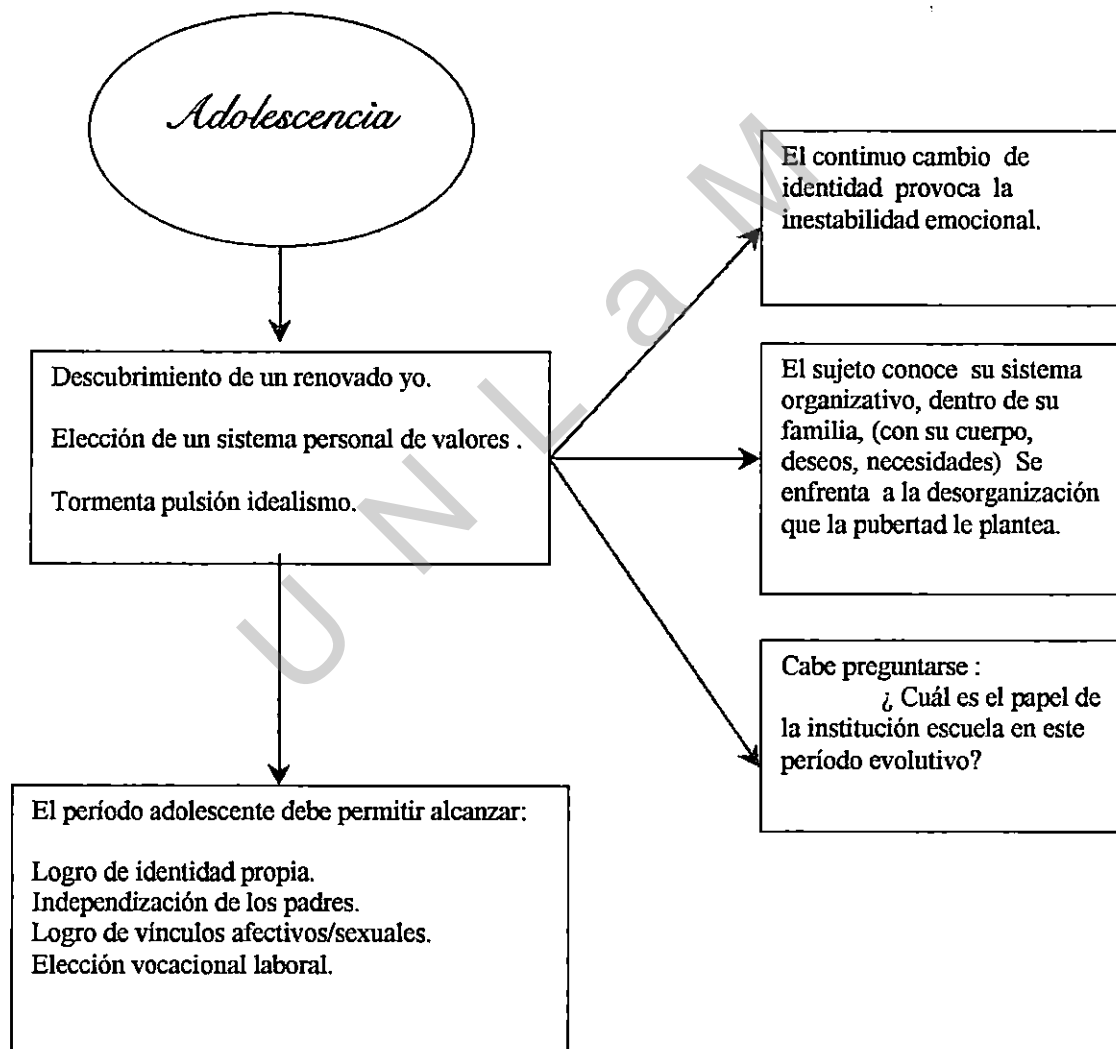 Adolescencia
Descubrimiento de un renovado yo.
Elección de un sistema personal de valores .
Tormenta pulsión idealismo.
El continuo cambio de
identidad provoca la
inestabilidad emocional.
El sujeto conoce su sistema
organizativo, dentro de su
familia, (con su cuerpo,
deseos, necesidades) Se
enfrenta a la desorganización
que la pubertad le plantea.
Cabe preguntarse :
¿ Cuál es el papel de
la institución escuela en este
período evolutivo?
El período adolescente debe permitir alcanzar:
Logro de identidad propia.
Independización de los padres.
Logro de vínculos afectivos/sexuales.
Elección vocacional laboral.
UNLaM